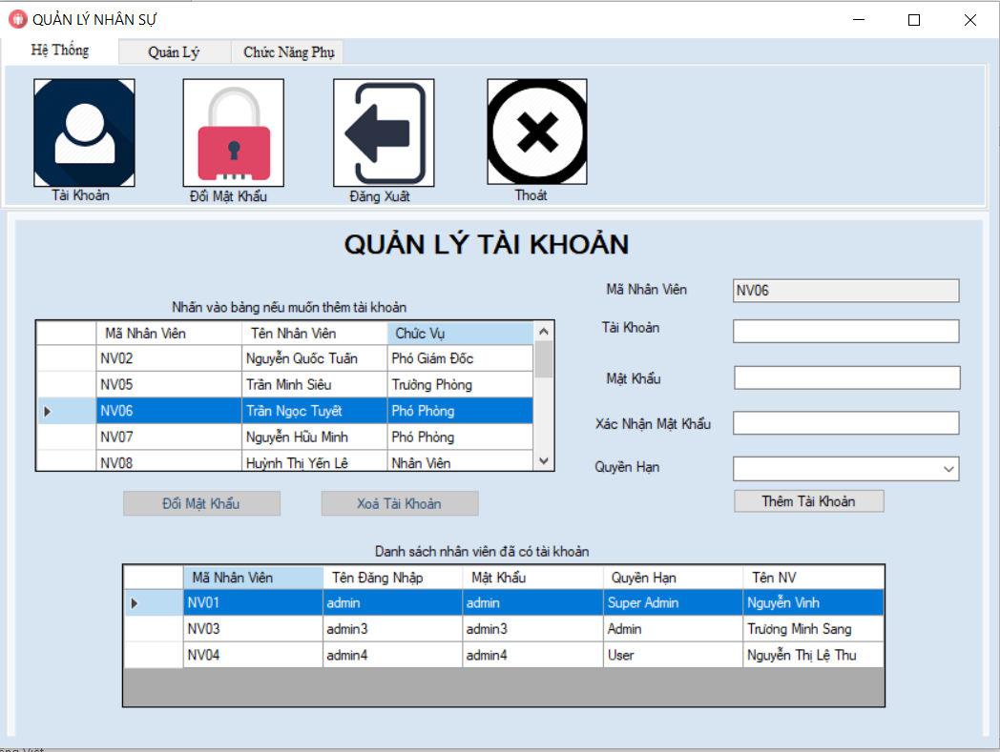 QUẢN LÝ NHÂN SỰ
Hệ Thống Quản Lý Chức Năng Phụ
Tài Khoản Đổi Mật Khẩu Đăng Xuất Thoát
QUẢN LÝ TÀI KHOẢN
Nhấn vào bảng nếu muốn thêm tài khoản
Mã Nhân Viên Tên Nhân Viên Chức Vụ
NV02 Nguyễn Quốc Tuấn Phó Giám Đốc
NV05 Trần Minh Siêu Trưởng Phòng
NV06 Trần Ngọc Tuyết Phó Phòng
NV07 Nguyễn Hữu Minh Phó Phòng
NV08 Huỳnh Thị Yến Lê Nhân Viên
Đổi Mật Khẩu Xoá Tài Khoản
Mã Nhân Viên NV06
Tài Khoản
Mật Khẩu
Xác Nhận Mật Khẩu
Quyền Hạn
Thêm Tài Khoản
Danh sách nhân viên đã có tài khoản
Mã Nhân Viên Tên Đăng Nhập Mật Khẩu Quyền Hạn Tên NV
NV01 admin admin Super Admin Nguyễn Vinh
NV03 admin3 admin3 Admin Trương Minh Sang
NV04 admin4 admin4 User Nguyễn Thị Lệ Thu